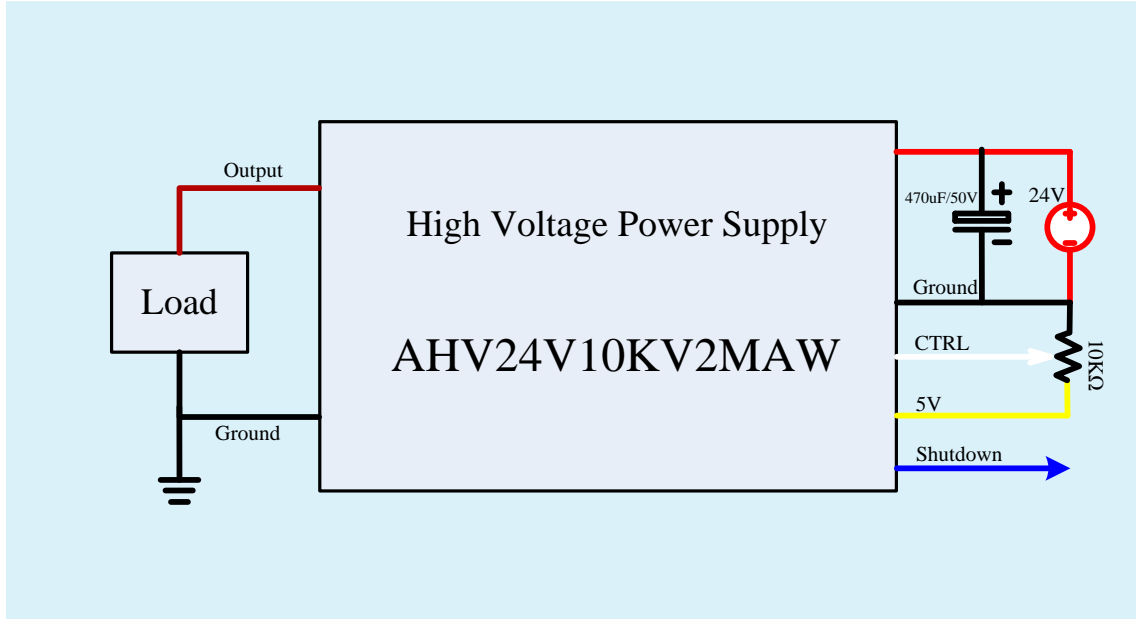 Output
Load
Ground
High Voltage Power Supply
AHV24V10KV2MAW
470uF/50V
+
24V
Ground
CTRL
10KΩ
5V
Shutdown